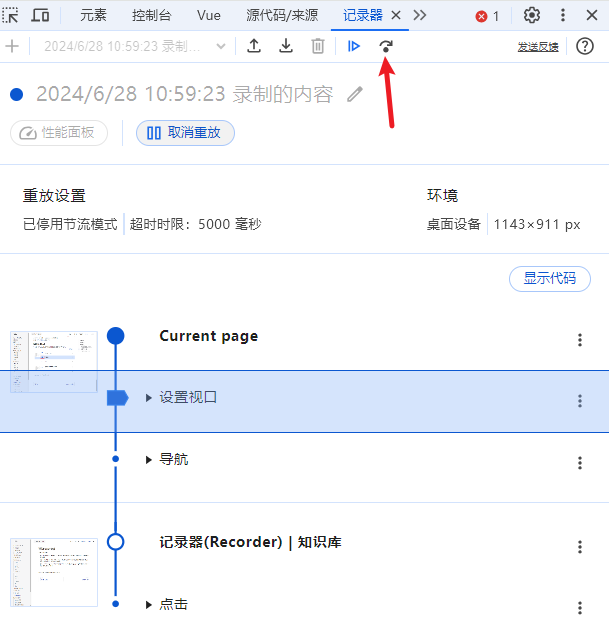 元素 控制台 Vue 源代码/来源 记录器 1
2024/6/28 10:59:23 录制... 发送反馈
2024/6/28 10:59:23 录制的内容
性能面板 取消重放
重放设置 环境
已停用节流模式 超时时限：5000 毫秒 桌面设备 1143×911 px
显示代码
Current page
设置视口
导航
记录器(Recorder) | 知识库
点击